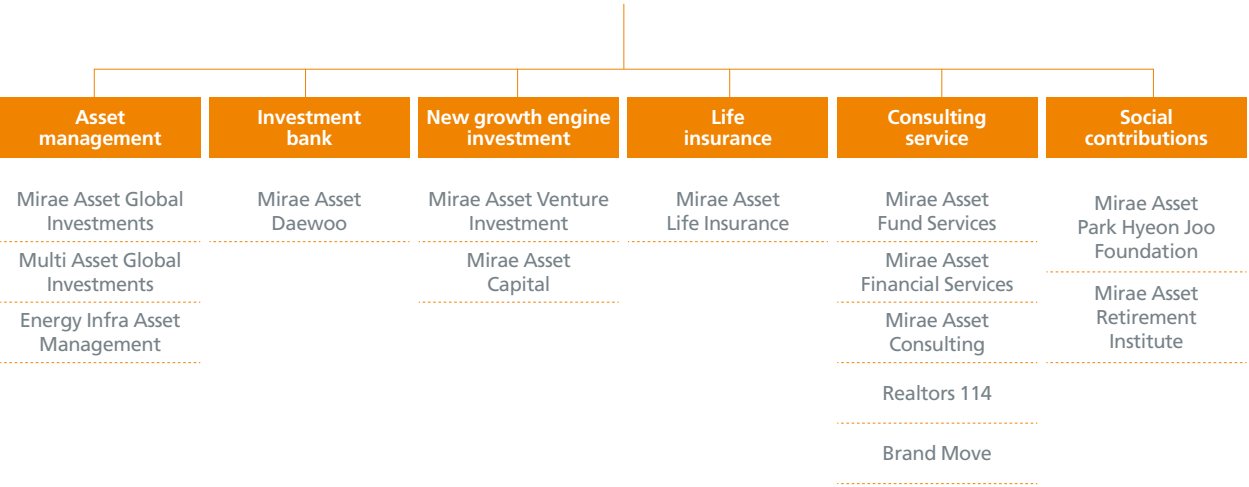 Asset
management
Investment
bank
New growth engine
investment
Life
insurance
Consulting
service
Social
contributions
Mirae Asset Global
Investments
Multi Asset Global
Investments
Energy Infra Asset
Management
Mirae Asset
Daewoo
Mirae Asset Venture
Investment
Mirae Asset
Capital
Mirae Asset
Life Insurance
Mirae Asset
Fund Services
Mirae Asset
Financial Services
Mirae Asset
Consulting
Realtors 114
Brand Move
Mirae Asset
Park Hyeon Joo
Foundation
Mirae Asset
Retirement
Institute